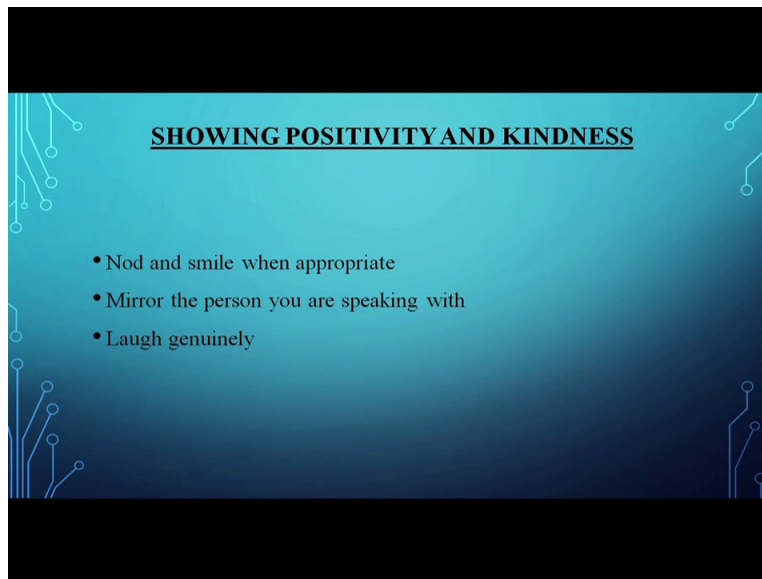 SHOWING POSITIVITY AND KINDNESS
• Nod and smile when appropriate
• Mirror the person you are speaking with
• Laugh genuinely